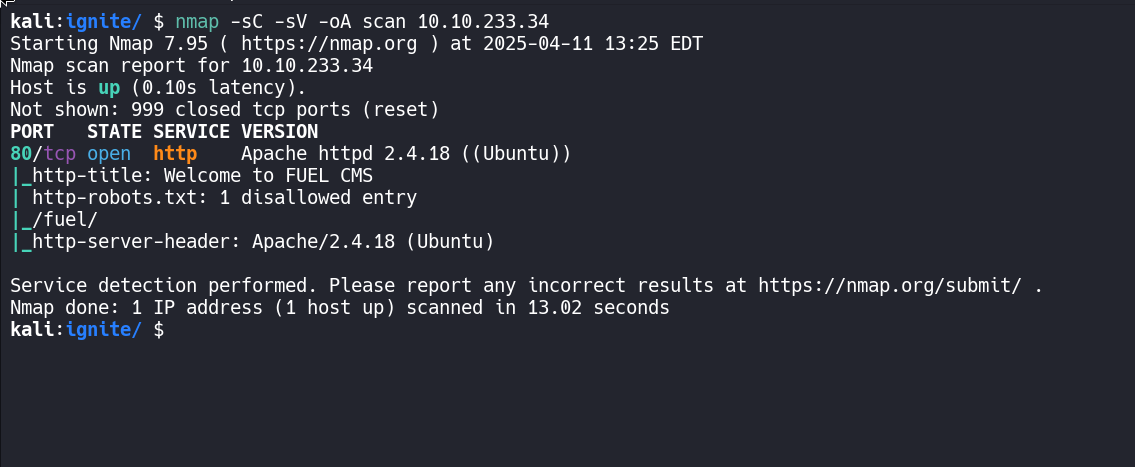 kali:ignite/ $ nmap -sC -sV -oA scan 10.10.233.34
Starting Nmap 7.95 ( https://nmap.org ) at 2025-04-11 13:25 EDT
Nmap scan report for 10.10.233.34
Host is up (0.10s latency).
Not shown: 999 closed tcp ports (reset)
PORT   STATE SERVICE VERSION
80/tcp open  http    Apache httpd 2.4.18 ((Ubuntu))
|_http-title: Welcome to FUEL CMS
| http-robots.txt: 1 disallowed entry
|_/fuel/
|_http-server-header: Apache/2.4.18 (Ubuntu)

Service detection performed. Please report any incorrect results at https://nmap.org/submit/ .
Nmap done: 1 IP address (1 host up) scanned in 13.02 seconds
kali:ignite/ $